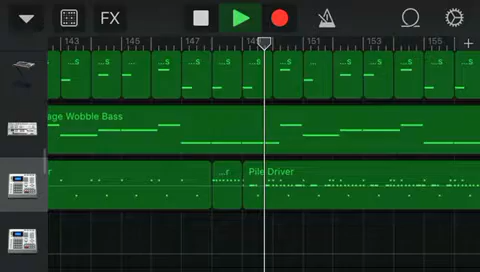 FX
143 145 147 149 151 153 155
...s ...s ...s ...s ...s ...s ...s ...s ...s ...s ...s ...s ...s
age Wobble Bass
r ...r Pile Driver